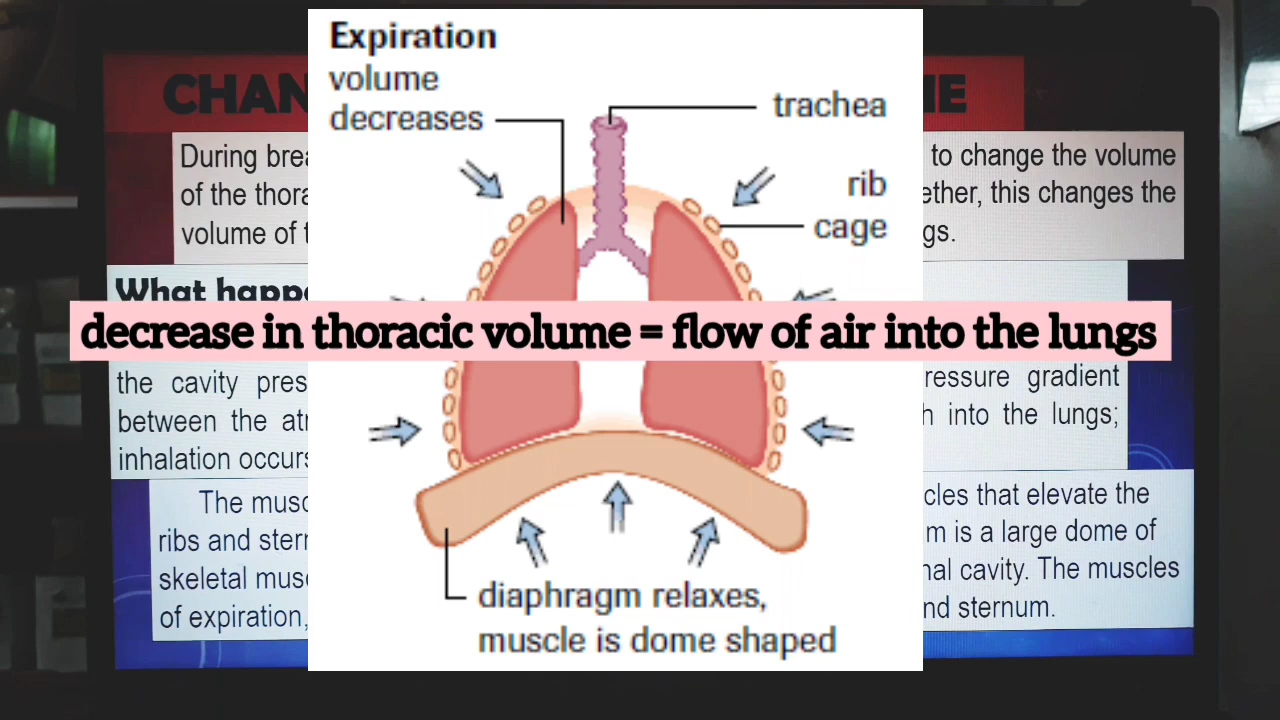 Expiration
volume
decreases
trachea
rib
cage
CHAN
During brea
of the thora
volume of t
to change the volume
ether, this changes the
gs.
What happe
decrease in thoracic volume = flow of air into the lungs
the cavity pres
between the atr
inhalation occurs
ressure gradient
h into the lungs;
The musc
ribs and stern
skeletal musc
of expiration,
cles that elevate the
m is a large dome of
nal cavity. The muscles
nd sternum.
diaphragm relaxes,
muscle is dome shaped